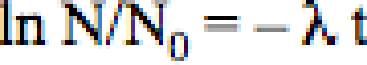 ln N/N₀ = – λ t